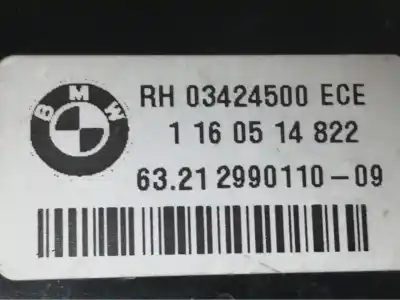 BMW
RH 03424500 ECE
1 16 05 14 822
63.21 2990110-09